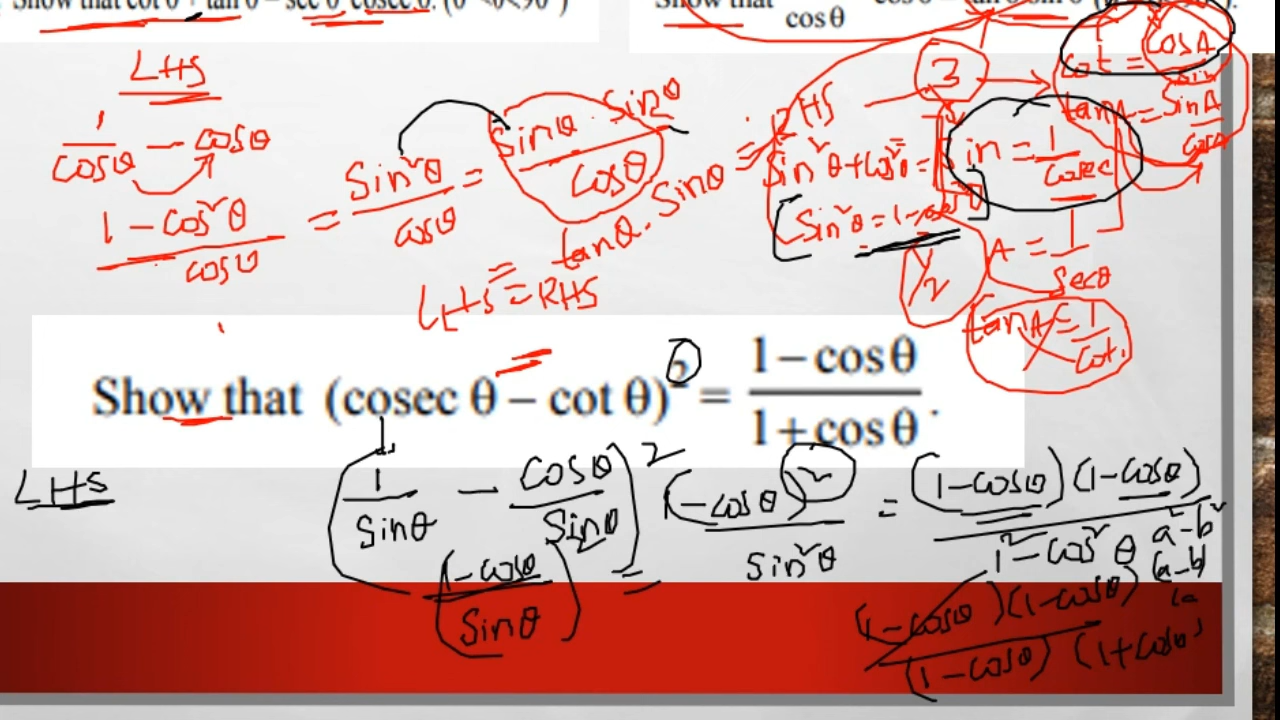 Show that cot θ + tan θ = sec θ cosec θ. (0° <θ<90°)
Show that
cosθ
LHS
1/cosθ − cosθ
1 − cos²θ / cosθ = sin²θ / cosθ = sinθ · sinθ / cosθ
= tanθ · sinθ = RHS
LHS = RHS
3
cot = cosA / sin
tanA = sinA / cosA
sin²θ + cos²θ =
sin²θ = 1 − cos²θ
in = 1 / cosec
A = 1 / secθ
Y/2
tanA = 1 / cot
Show that (cosec θ − cot θ)² = 1 − cos θ / 1 + cos θ .
LHS
(1/sinθ − cosθ/sinθ)²
(1−cosθ / sinθ) =
(−cosθ)² / sin²θ = (1−cosθ)(1−cosθ) / 1² − cos²θ
a²−b²
(a−b)
(a
(1−cosθ)(1−cosθ) / (1−cosθ)(1+cosθ)